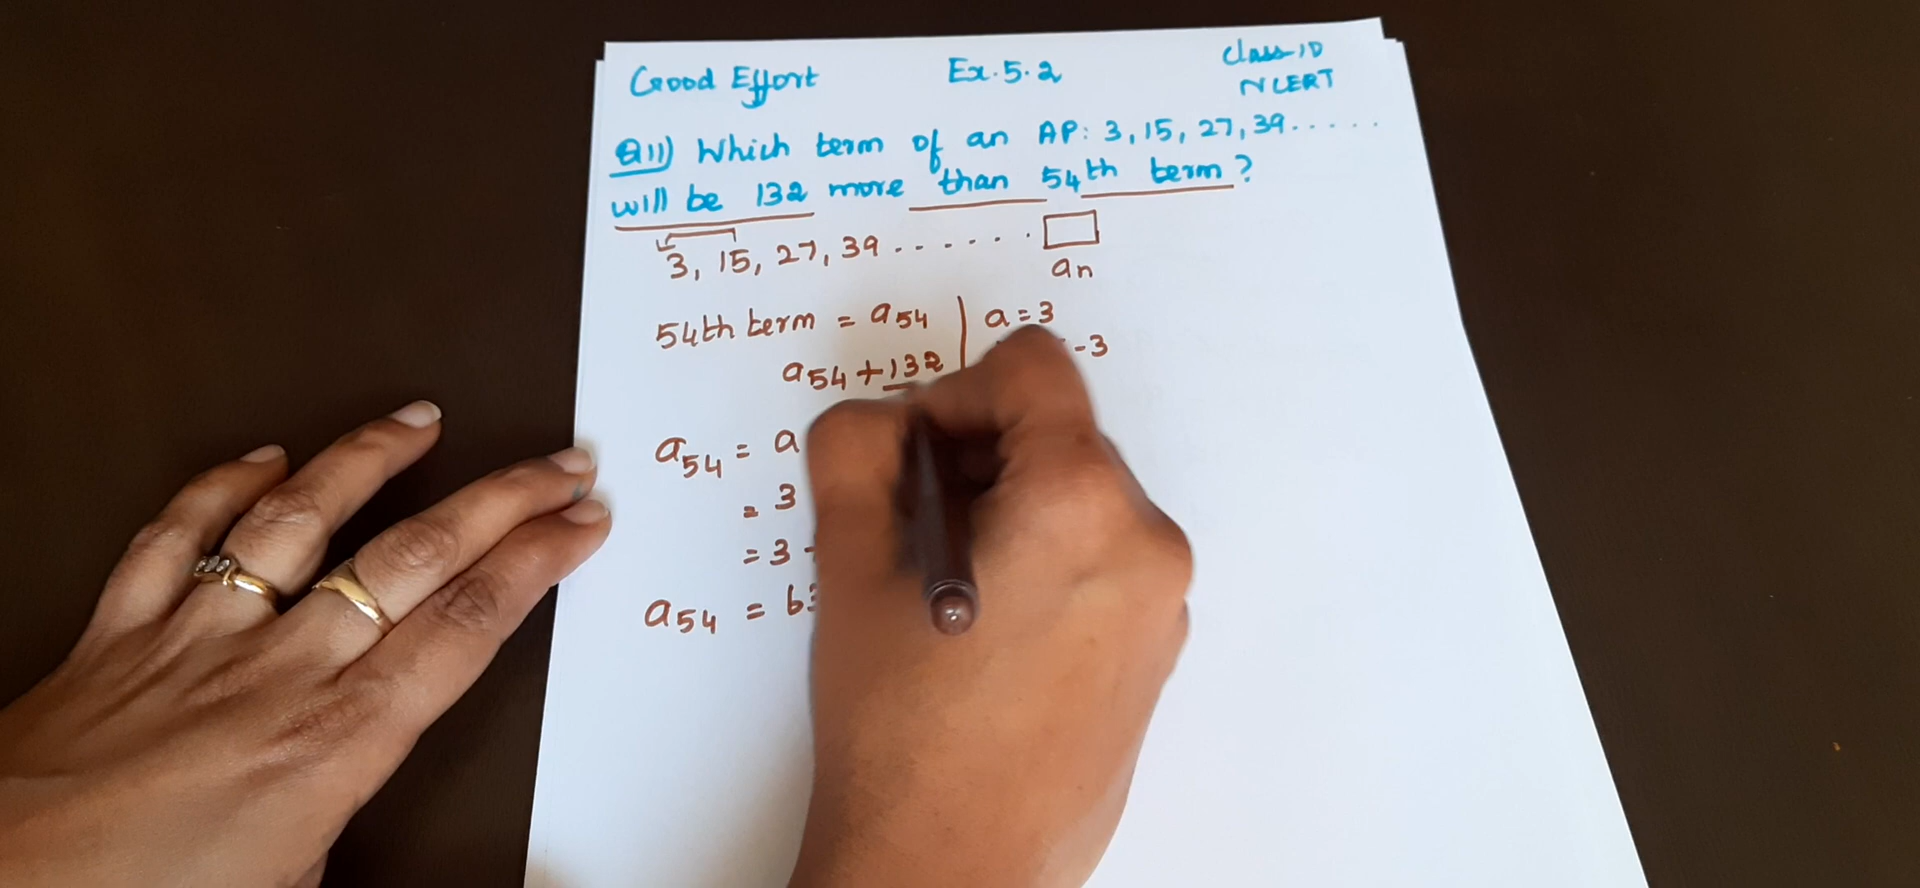 Good Effort Ex. 5.2 Class-10
NCERT
Q11) Which term of an AP: 3, 15, 27, 39.....
will be 132 more than 54th term?
3, 15, 27, 39.......
an
54th term = a54 a = 3
a54 + 132 -3
a54 = a
= 3
= 3
a54 = 63